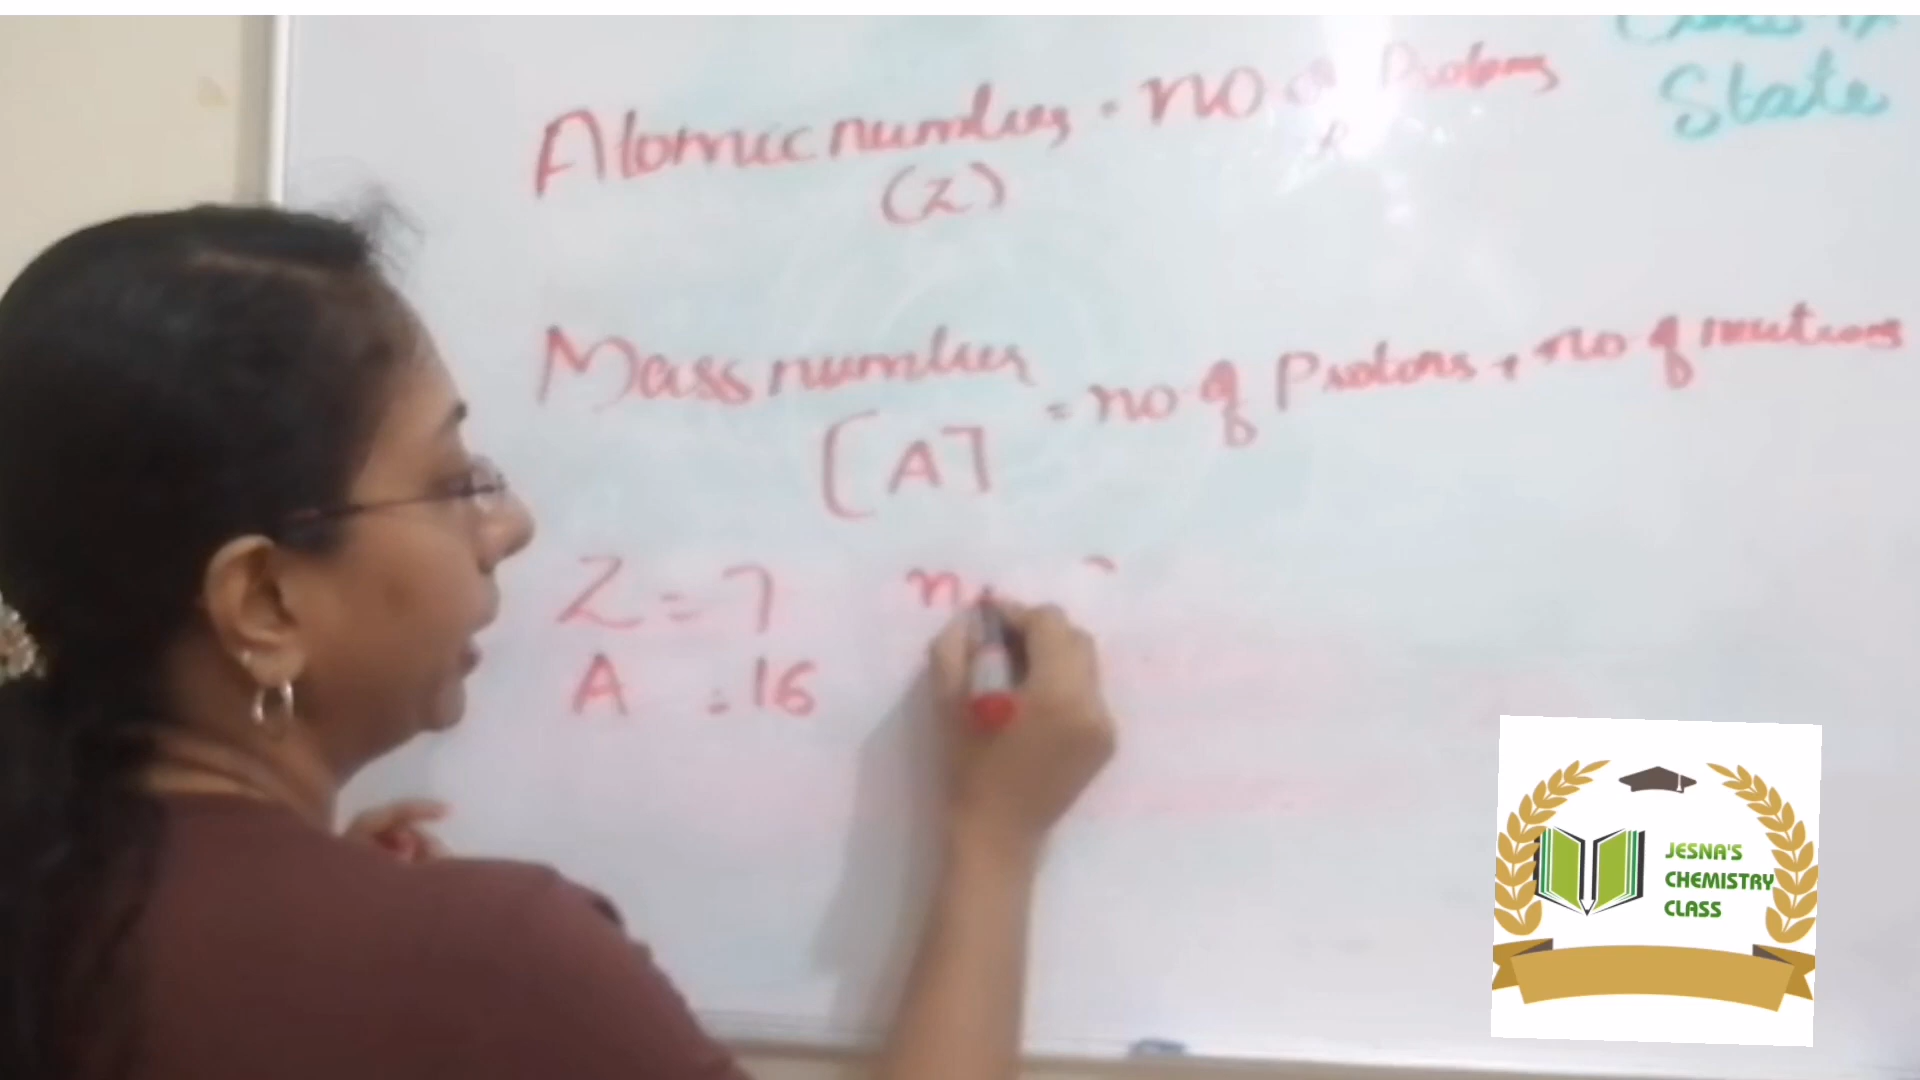 Atomic number = no of Protons
(Z)
State
Mass number = no of Protons + no of neutrons
[A]
Z = 7
A = 16
JESNA'S
CHEMISTRY
CLASS